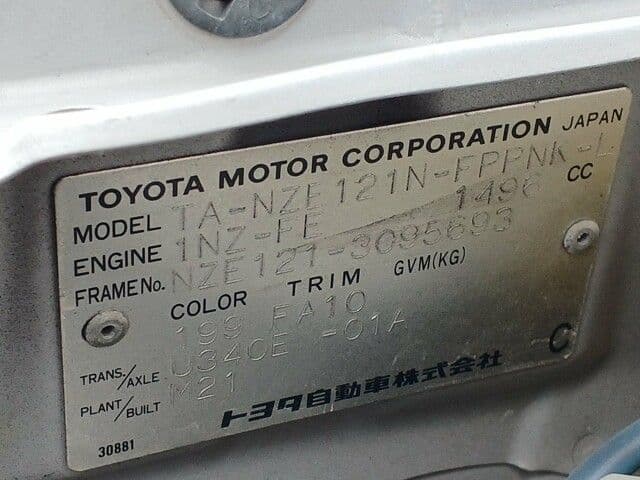 TOYOTA MOTOR CORPORATION JAPAN
MODEL TA-NZE121N-FPPNK-L
ENGINE 1NZ-FE 1496 CC
FRAME No. NZE121-3095693
COLOR TRIM GVM(KG)
199 FA10
TRANS./AXLE U340E -01A
PLANT/BUILT M21
トヨタ自動車株式会社 C
30881